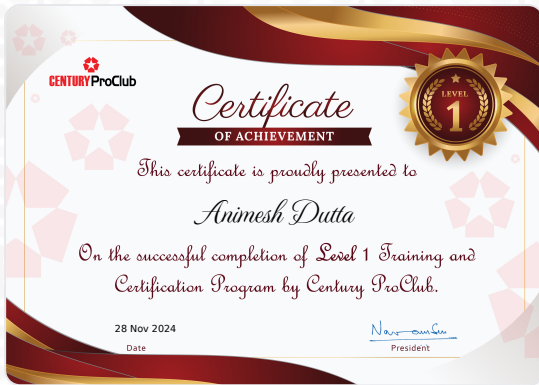 CENTURY ProClub
Certificate
OF ACHIEVEMENT
LEVEL
1
This certificate is proudly presented to
Animesh Dutta
On the successful completion of Level 1 Training and
Certification Program by Century ProClub.
28 Nov 2024
Date
President